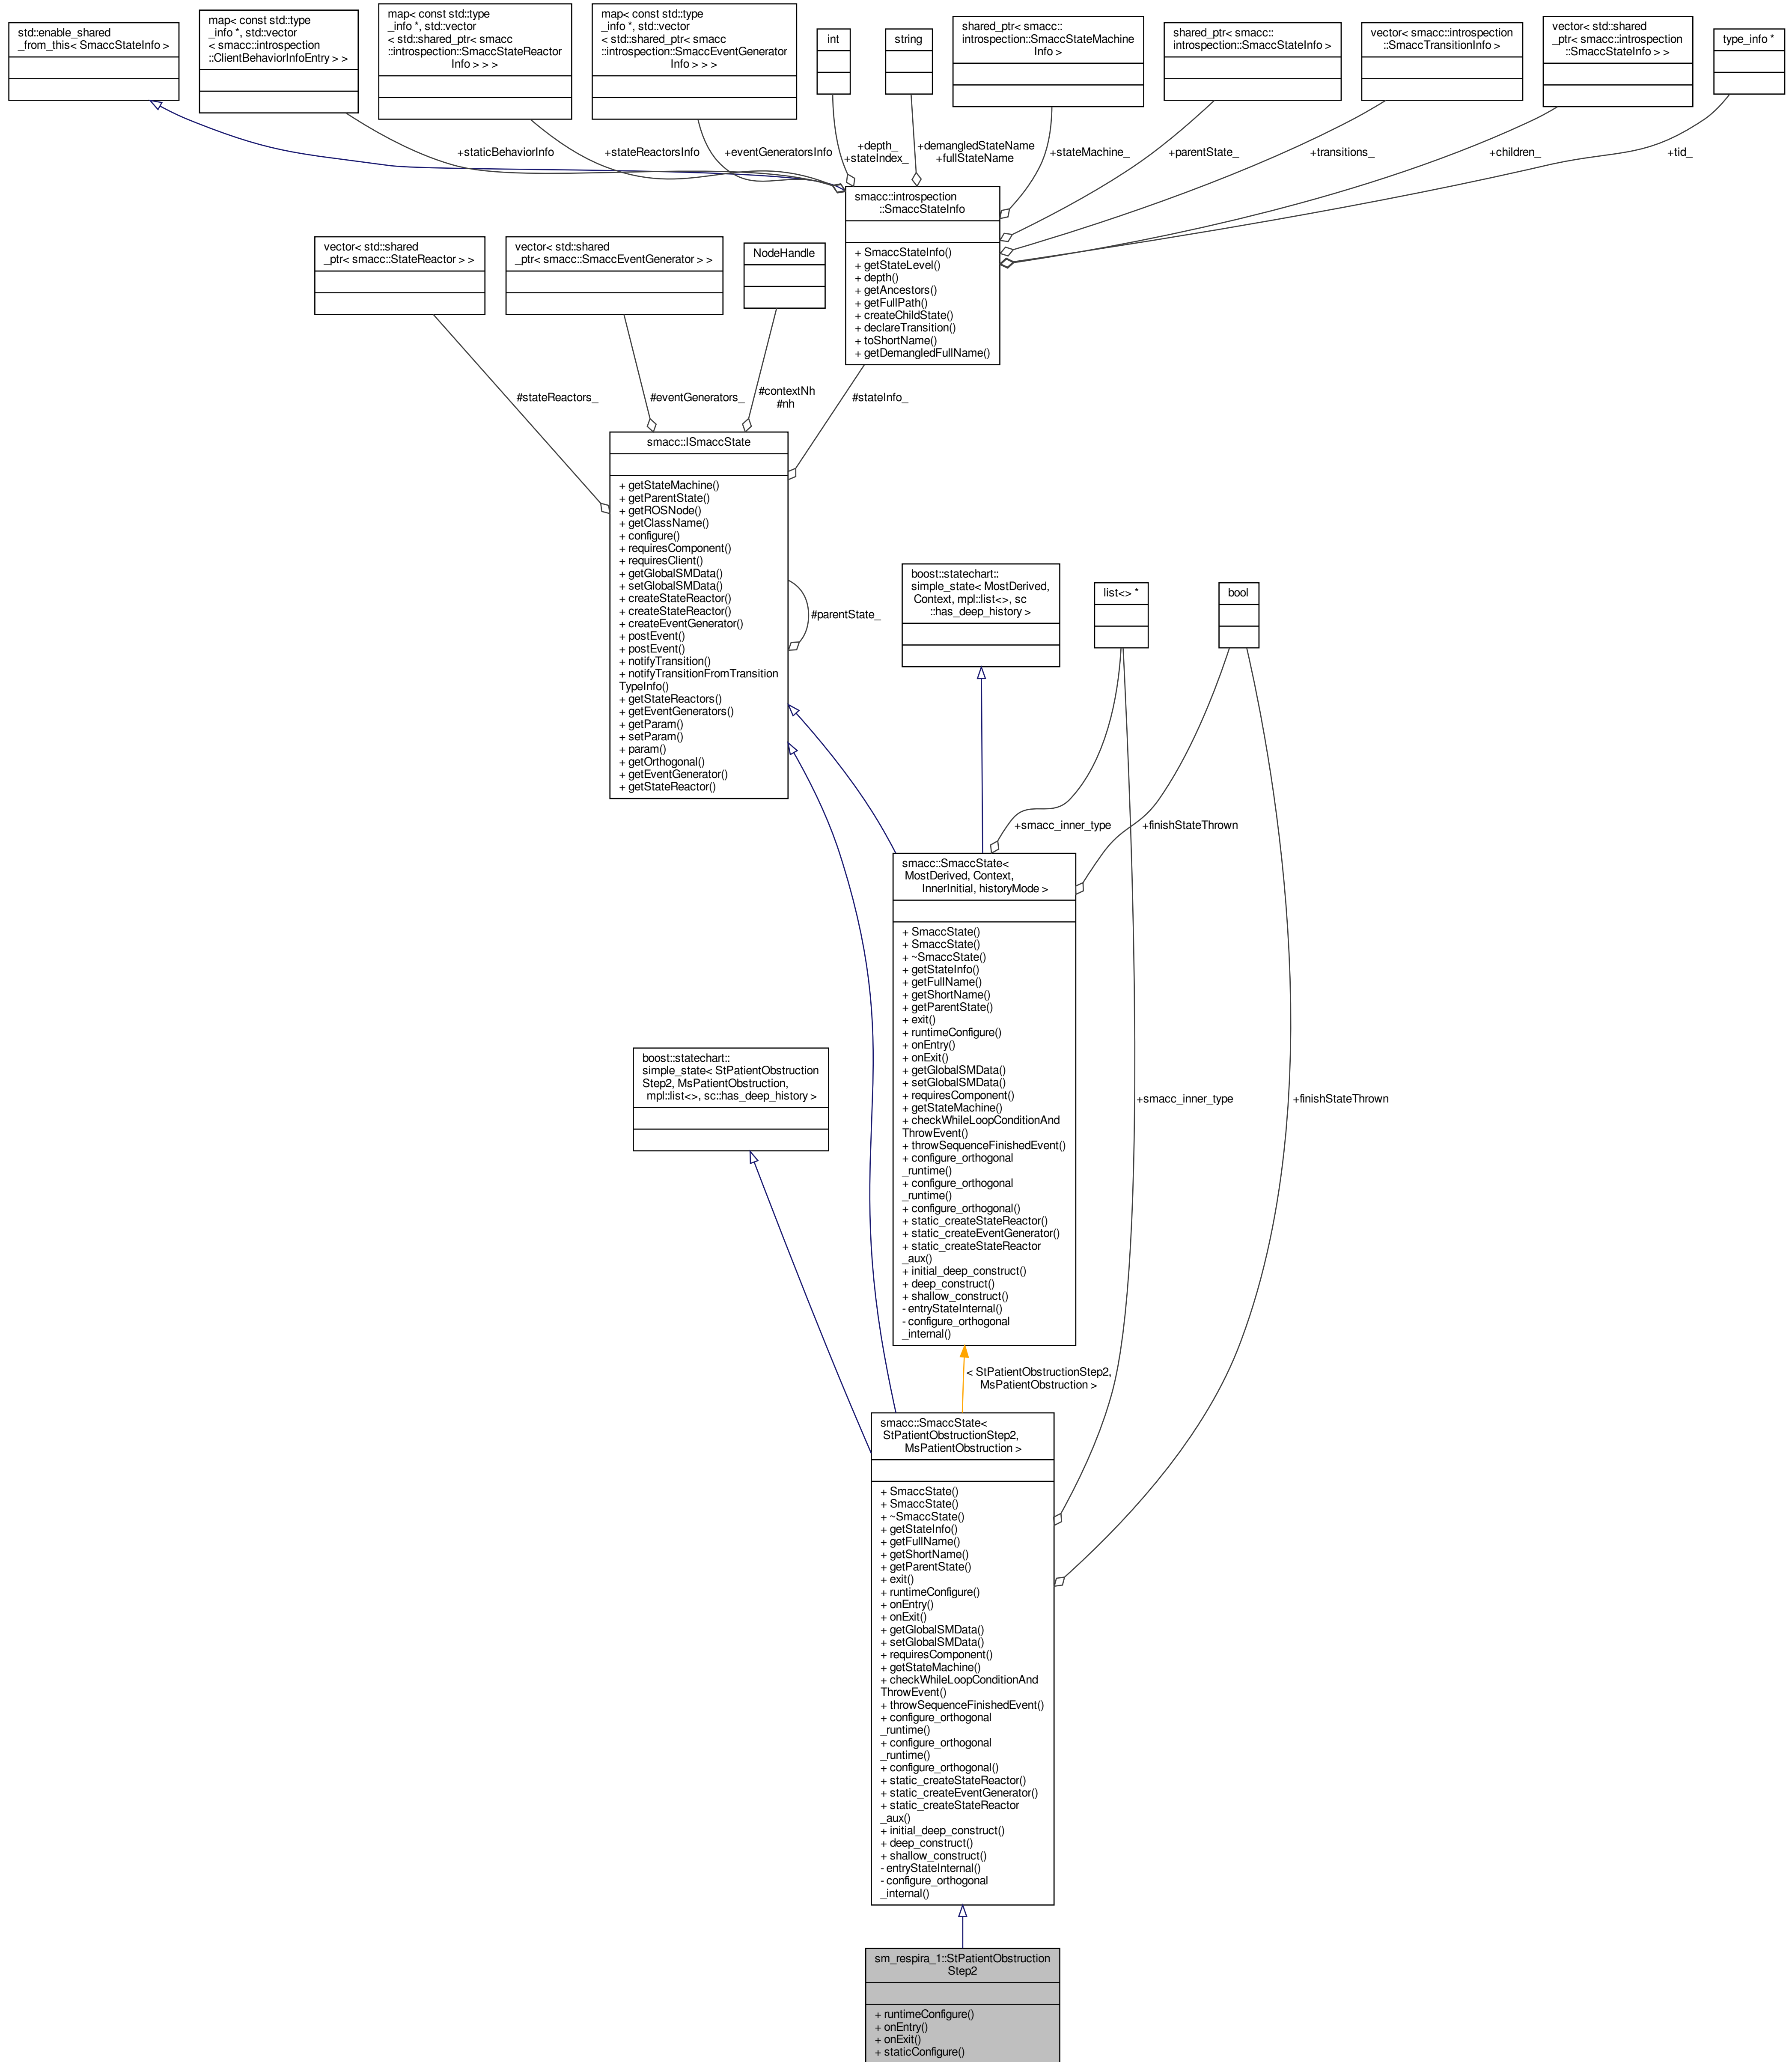 std::enable_shared
_from_this< SmaccStateInfo >
map< const std::type
_info *, std::vector
< smacc::introspection
::ClientBehaviorInfoEntry > >
map< const std::type
_info *, std::vector
< std::shared_ptr< smacc
::introspection::SmaccStateReactor
Info > > >
map< const std::type
_info *, std::vector
< std::shared_ptr< smacc
::introspection::SmaccEventGenerator
Info > > >
int
string
shared_ptr< smacc::
introspection::SmaccStateMachine
Info >
shared_ptr< smacc::
introspection::SmaccStateInfo >
vector< smacc::introspection
::SmaccTransitionInfo >
vector< std::shared
_ptr< smacc::introspection
::SmaccStateInfo > >
type_info *
+staticBehaviorInfo
+stateReactorsInfo
+eventGeneratorsInfo
+depth_
+stateIndex_
+demangledStateName
+fullStateName
+stateMachine_
+parentState_
+transitions_
+children_
+tid_
smacc::introspection
::SmaccStateInfo
+ SmaccStateInfo()
+ getStateLevel()
+ depth()
+ getAncestors()
+ getFullPath()
+ createChildState()
+ declareTransition()
+ toShortName()
+ getDemangledFullName()
vector< std::shared
_ptr< smacc::StateReactor > >
vector< std::shared
_ptr< smacc::SmaccEventGenerator > >
NodeHandle
#stateReactors_
#eventGenerators_
#contextNh
#nh
#stateInfo_
smacc::ISmaccState
+ getStateMachine()
+ getParentState()
+ getROSNode()
+ getClassName()
+ configure()
+ requiresComponent()
+ requiresClient()
+ getGlobalSMData()
+ setGlobalSMData()
+ createStateReactor()
+ createStateReactor()
+ createEventGenerator()
+ postEvent()
+ postEvent()
+ notifyTransition()
+ notifyTransitionFromTransition
TypeInfo()
+ getStateReactors()
+ getEventGenerators()
+ getParam()
+ setParam()
+ param()
+ getOrthogonal()
+ getEventGenerator()
+ getStateReactor()
#parentState_
boost::statechart::
simple_state< MostDerived,
Context, mpl::list<>, sc
::has_deep_history >
list<> *
bool
+smacc_inner_type
+finishStateThrown
smacc::SmaccState<
MostDerived, Context,
InnerInitial, historyMode >
+ SmaccState()
+ SmaccState()
+ ~SmaccState()
+ getStateInfo()
+ getFullName()
+ getShortName()
+ getParentState()
+ exit()
+ runtimeConfigure()
+ onEntry()
+ onExit()
+ getGlobalSMData()
+ setGlobalSMData()
+ requiresComponent()
+ getStateMachine()
+ checkWhileLoopConditionAnd
ThrowEvent()
+ throwSequenceFinishedEvent()
+ configure_orthogonal
_runtime()
+ configure_orthogonal
_runtime()
+ configure_orthogonal()
+ static_createStateReactor()
+ static_createEventGenerator()
+ static_createStateReactor
_aux()
+ initial_deep_construct()
+ deep_construct()
+ shallow_construct()
- entryStateInternal()
- configure_orthogonal
_internal()
boost::statechart::
simple_state< StPatientObstruction
Step2, MsPatientObstruction,
mpl::list<>, sc::has_deep_history >
+smacc_inner_type
+finishStateThrown
< StPatientObstructionStep2,
MsPatientObstruction >
smacc::SmaccState<
StPatientObstructionStep2,
MsPatientObstruction >
+ SmaccState()
+ SmaccState()
+ ~SmaccState()
+ getStateInfo()
+ getFullName()
+ getShortName()
+ getParentState()
+ exit()
+ runtimeConfigure()
+ onEntry()
+ onExit()
+ getGlobalSMData()
+ setGlobalSMData()
+ requiresComponent()
+ getStateMachine()
+ checkWhileLoopConditionAnd
ThrowEvent()
+ throwSequenceFinishedEvent()
+ configure_orthogonal
_runtime()
+ configure_orthogonal
_runtime()
+ configure_orthogonal()
+ static_createStateReactor()
+ static_createEventGenerator()
+ static_createStateReactor
_aux()
+ initial_deep_construct()
+ deep_construct()
+ shallow_construct()
- entryStateInternal()
- configure_orthogonal
_internal()
sm_respira_1::StPatientObstruction
Step2
+ runtimeConfigure()
+ onEntry()
+ onExit()
+ staticConfigure()